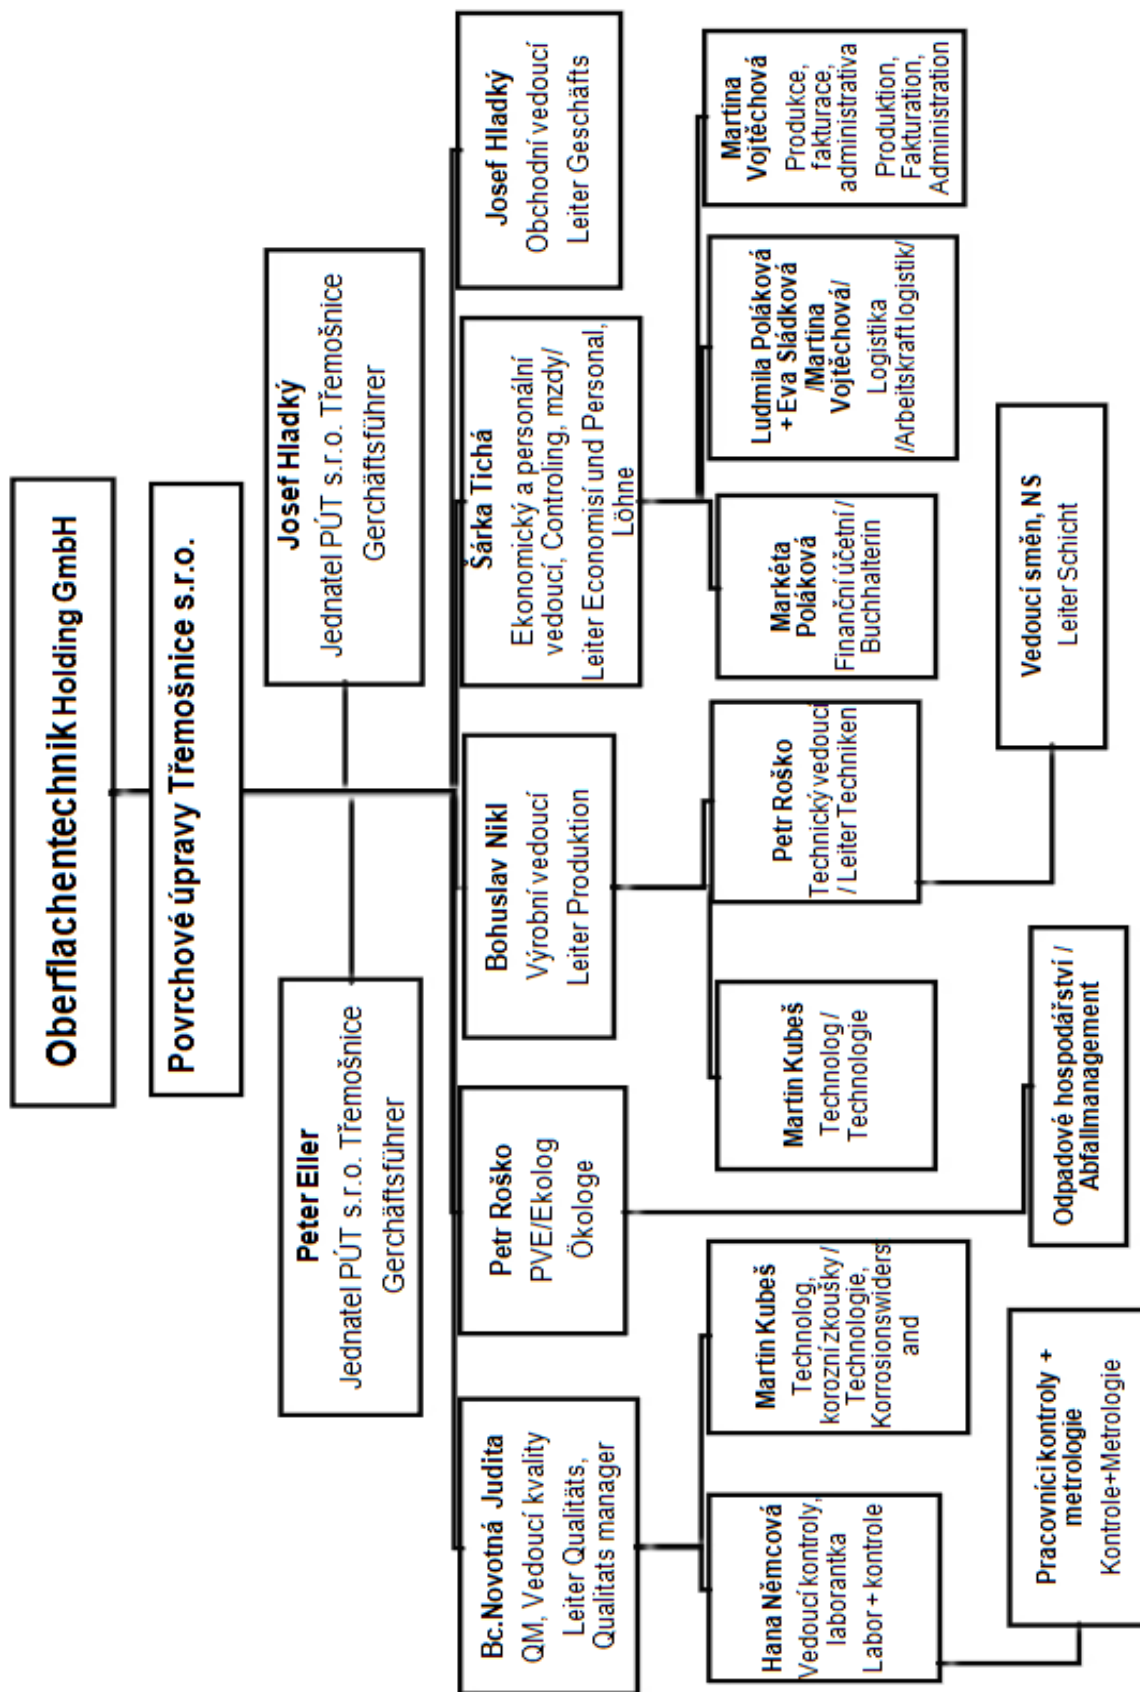 Oberflachentechnik Holding GmbH
Povrchové úpravy Třemošnice s.r.o.
Peter Eller
Jednatel PÚT s.r.o. Třemošnice
Gerchäftsführer
Josef Hladký
Jednatel PÚT s.r.o. Třemošnice
Gerchäftsführer
Bc.Novotná Judita
QM, Vedoucí kvality
Leiter Qualitäts,
Qualitats manager
Petr Roško
PVE/Ekolog
Ökologe
Bohuslav Nikl
Výrobní vedoucí
Leiter Produktion
Šárka Tichá
Ekonomický a personální
vedoucí, Controling, mzdy/
Leiter Economisí und Personal,
Löhne
Josef Hladký
Obchodní vedoucí
Leiter Geschäfts
Hana Němcová
Vedoucí kontroly,
laborantka
Labor + kontrole
Martin Kubeš
Technolog,
korozní zkoušky /
Technologie,
Korrosionswiders
and
Martin Kubeš
Technolog /
Technologie
Petr Roško
Technický vedoucí
/ Leiter Techniken
Markéta
Poláková
Finanční účetní /
Buchhalterin
Ludmila Poláková
+ Eva Sládková
/Martina
Vojtěchová/
Logistika
/Arbeitskraft logistik/
Martina
Vojtěchová
Produkce,
fakturace,
administrativa
Produktion,
Fakturation,
Administration
Pracovníci kontroly +
metrologie
Kontrole+Metrologie
Odpadové hospodářství /
Abfallmanagement
Vedoucí směn, NS
Leiter Schicht